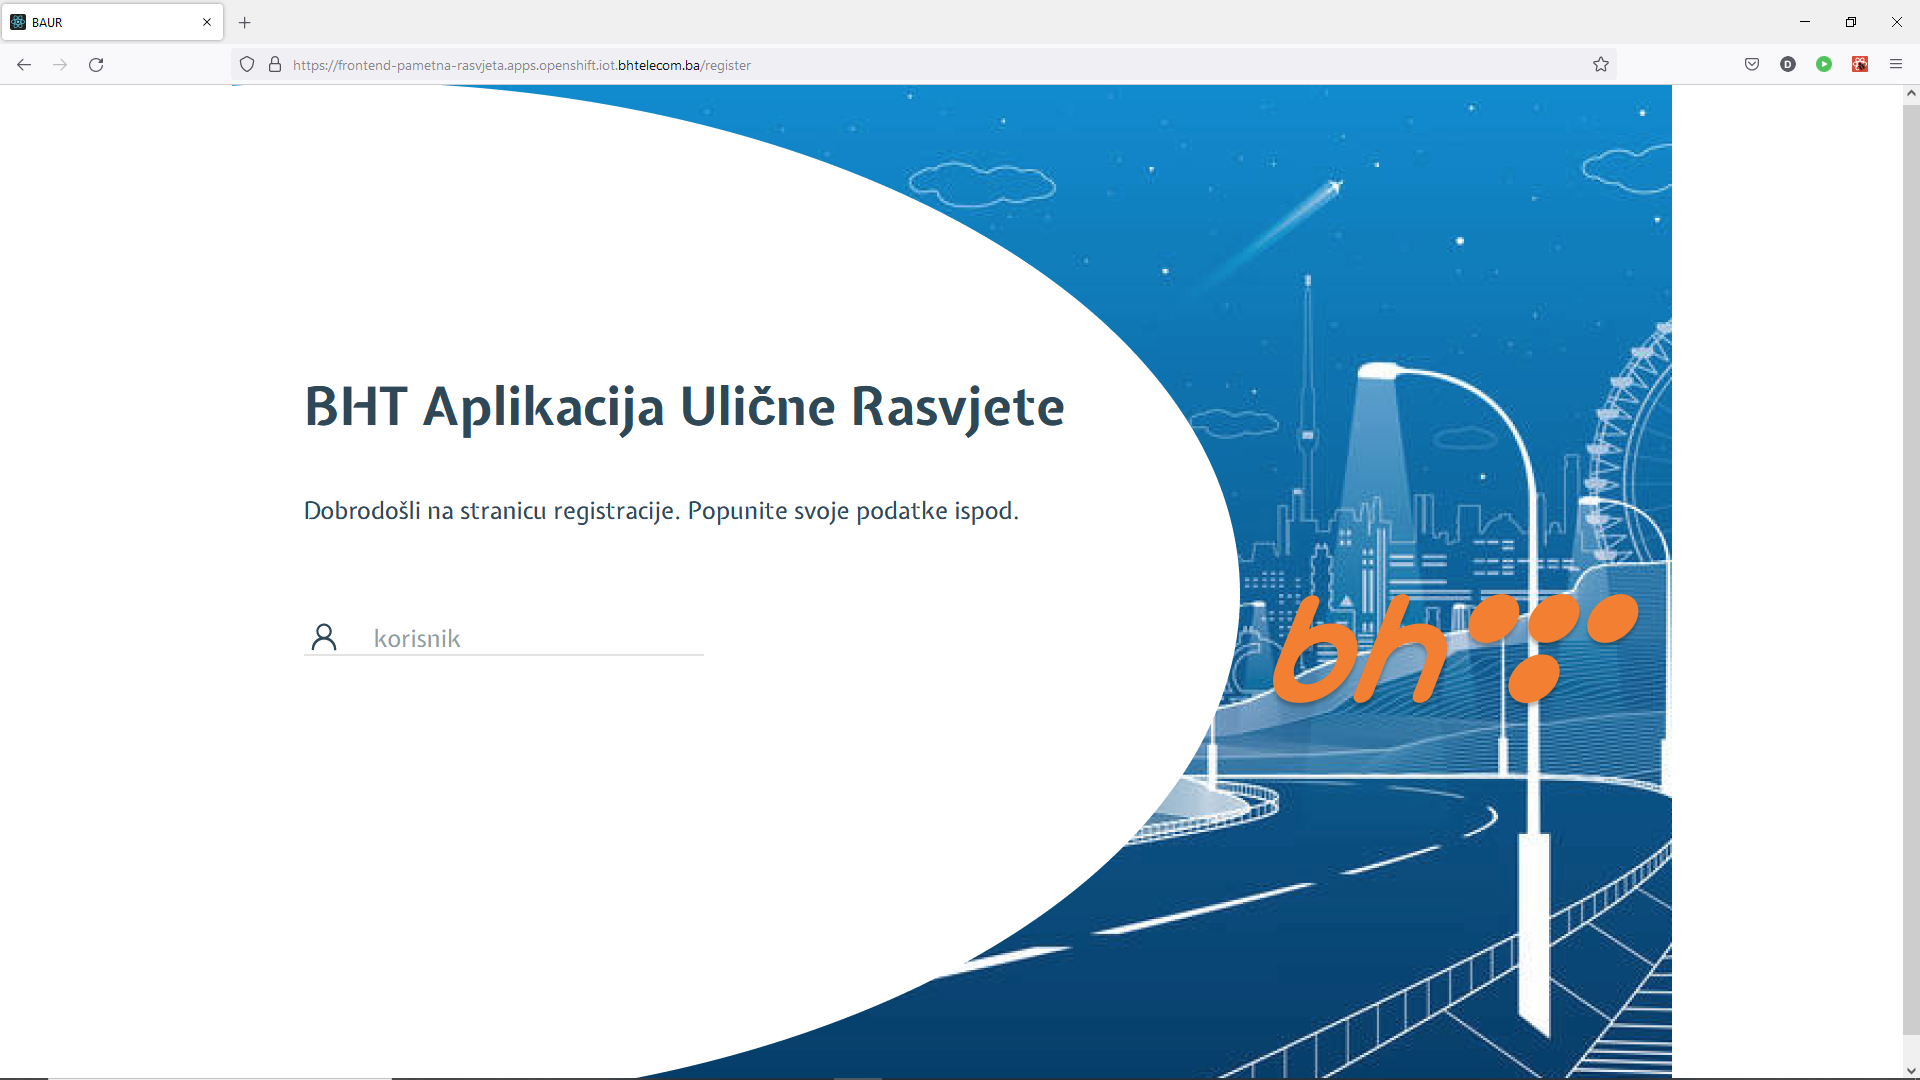 BAUR
https://frontend-pametna-rasvjeta.apps.openshift.iot.bhtelecom.ba/register
D
BHT Aplikacija Ulične Rasvjete
Dobrodošli na stranicu registracije. Popunite svoje podatke ispod.
korisnik
bh